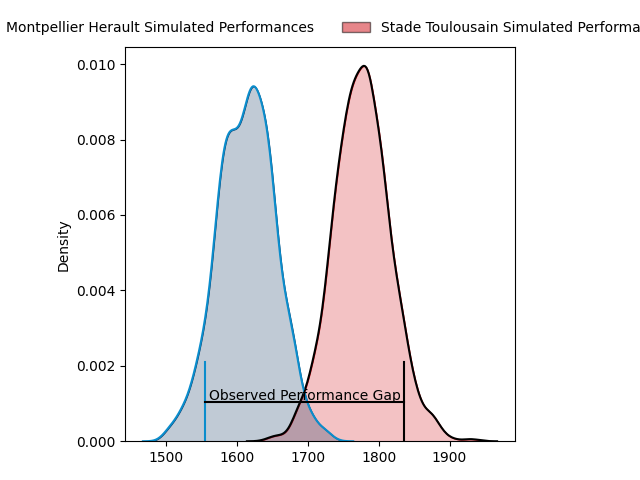 Montpellier Herault Simulated Performances
Stade Toulousain Simulated Performa
0.010
0.008
0.006
0.004
0.002
0.000
Density
Observed Performance Gap
1500 1600 1700 1800 1900